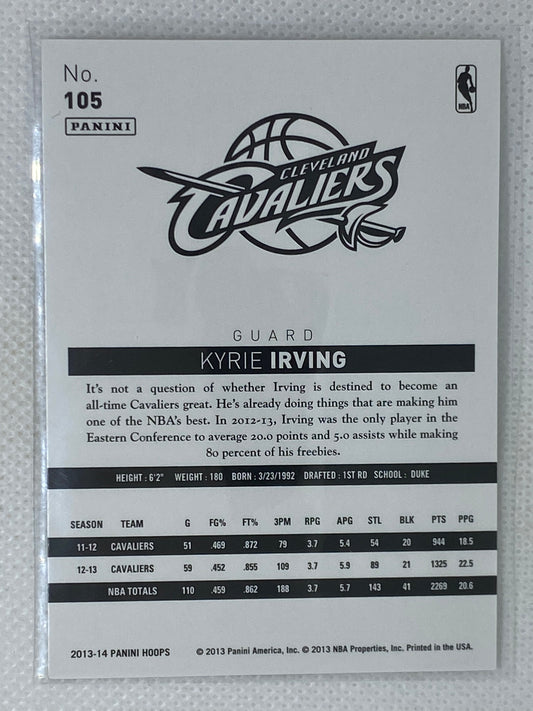 No.
105
PANINI
NBA
CLEVELAND
CAVALIERS
GUARD
KYRIE IRVING
It's not a question of whether Irving is destined to become an
all-time Cavaliers great. He's already doing things that are making him
one of the NBA's best. In 2012-13, Irving was the only player in the
Eastern Conference to average 20.0 points and 5.0 assists while making
80 percent of his freebies.
HEIGHT : 6'2" WEIGHT : 180 BORN : 3/23/1992 DRAFTED : 1ST RD SCHOOL : DUKE
SEASON TEAM G FG% FT% 3PM RPG APG STL BLK PTS PPG
11-12 CAVALIERS 51 .469 .872 79 3.7 5.4 54 20 944 18.5
12-13 CAVALIERS 59 .452 .855 109 3.7 5.9 89 21 1325 22.5
NBA TOTALS 110 .459 .862 188 3.7 5.7 143 41 2269 20.6
2013-14 PANINI HOOPS © 2013 Panini America, Inc. © 2013 NBA Properties, Inc. Printed in the USA.